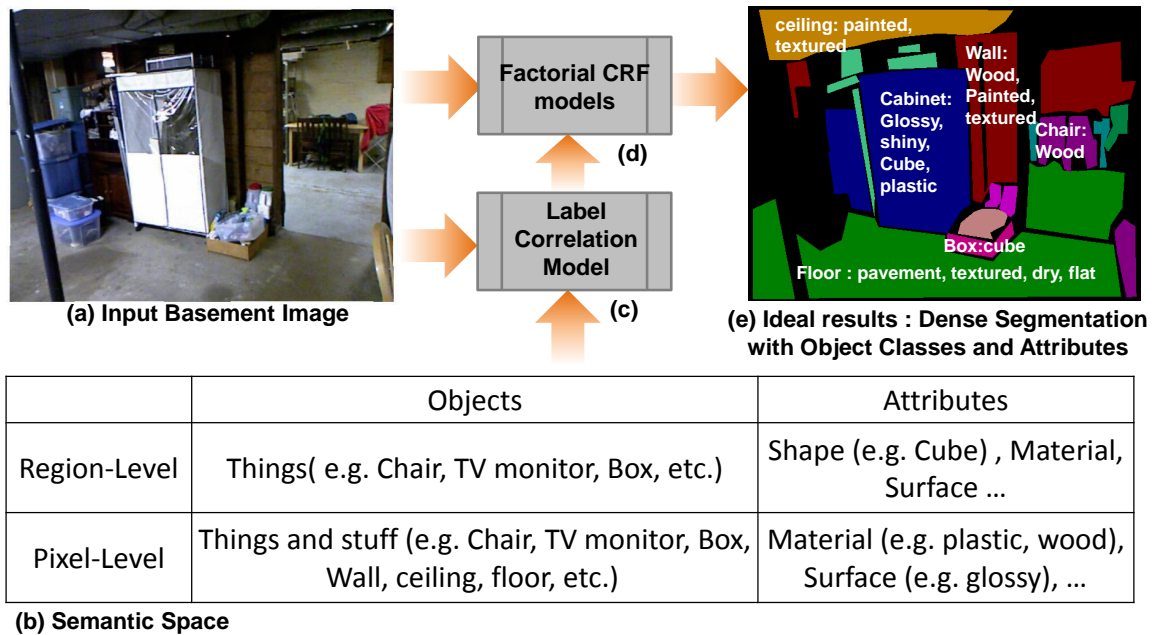 Factorial CRF
models
(d)
Label
Correlation
Model
(c)
(a) Input Basement Image
ceiling: painted,
textured
Wall:
Wood,
Painted,
textured
Cabinet:
Glossy,
shiny,
Cube,
plastic
Chair:
Wood
Box:cube
Floor : pavement, textured, dry, flat
(e) Ideal results : Dense Segmentation
with Object Classes and Attributes
Objects
Attributes
Region-Level
Things( e.g. Chair, TV monitor, Box, etc.)
Shape (e.g. Cube) , Material,
Surface ...
Pixel-Level
Things and stuff (e.g. Chair, TV monitor, Box,
Wall, ceiling, floor, etc.)
Material (e.g. plastic, wood),
Surface (e.g. glossy), ...
(b) Semantic Space